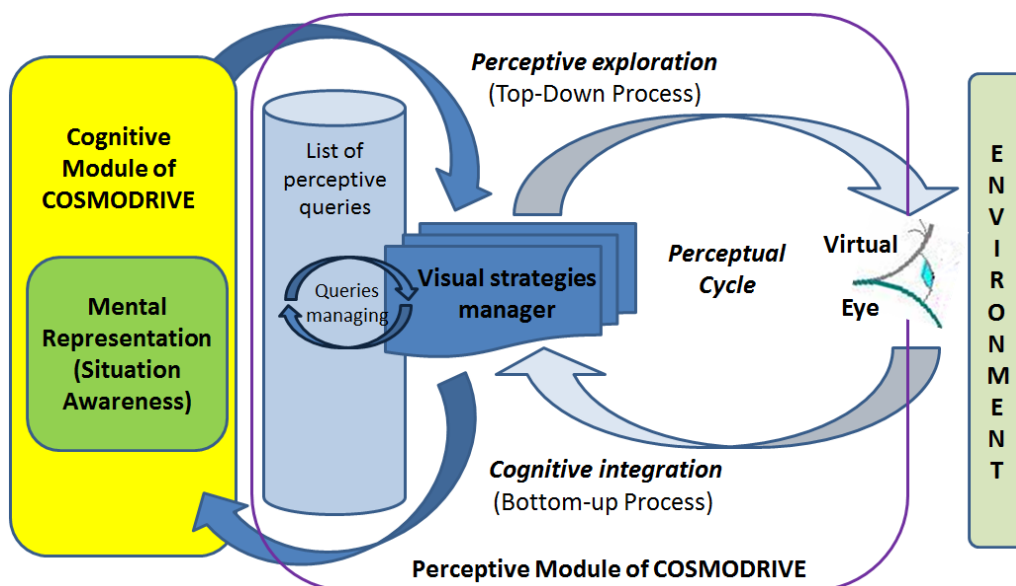 Cognitive
Module of
COSMODRIVE
Mental
Representation
(Situation
Awareness)
List of
perceptive
queries
Queries
managing
Visual strategies
manager
Perceptive exploration
(Top-Down Process)
Perceptual
Cycle
Virtual
Eye
Cognitive integration
(Bottom-up Process)
Perceptive Module of COSMODRIVE
E
N
V
I
R
O
N
M
E
N
T